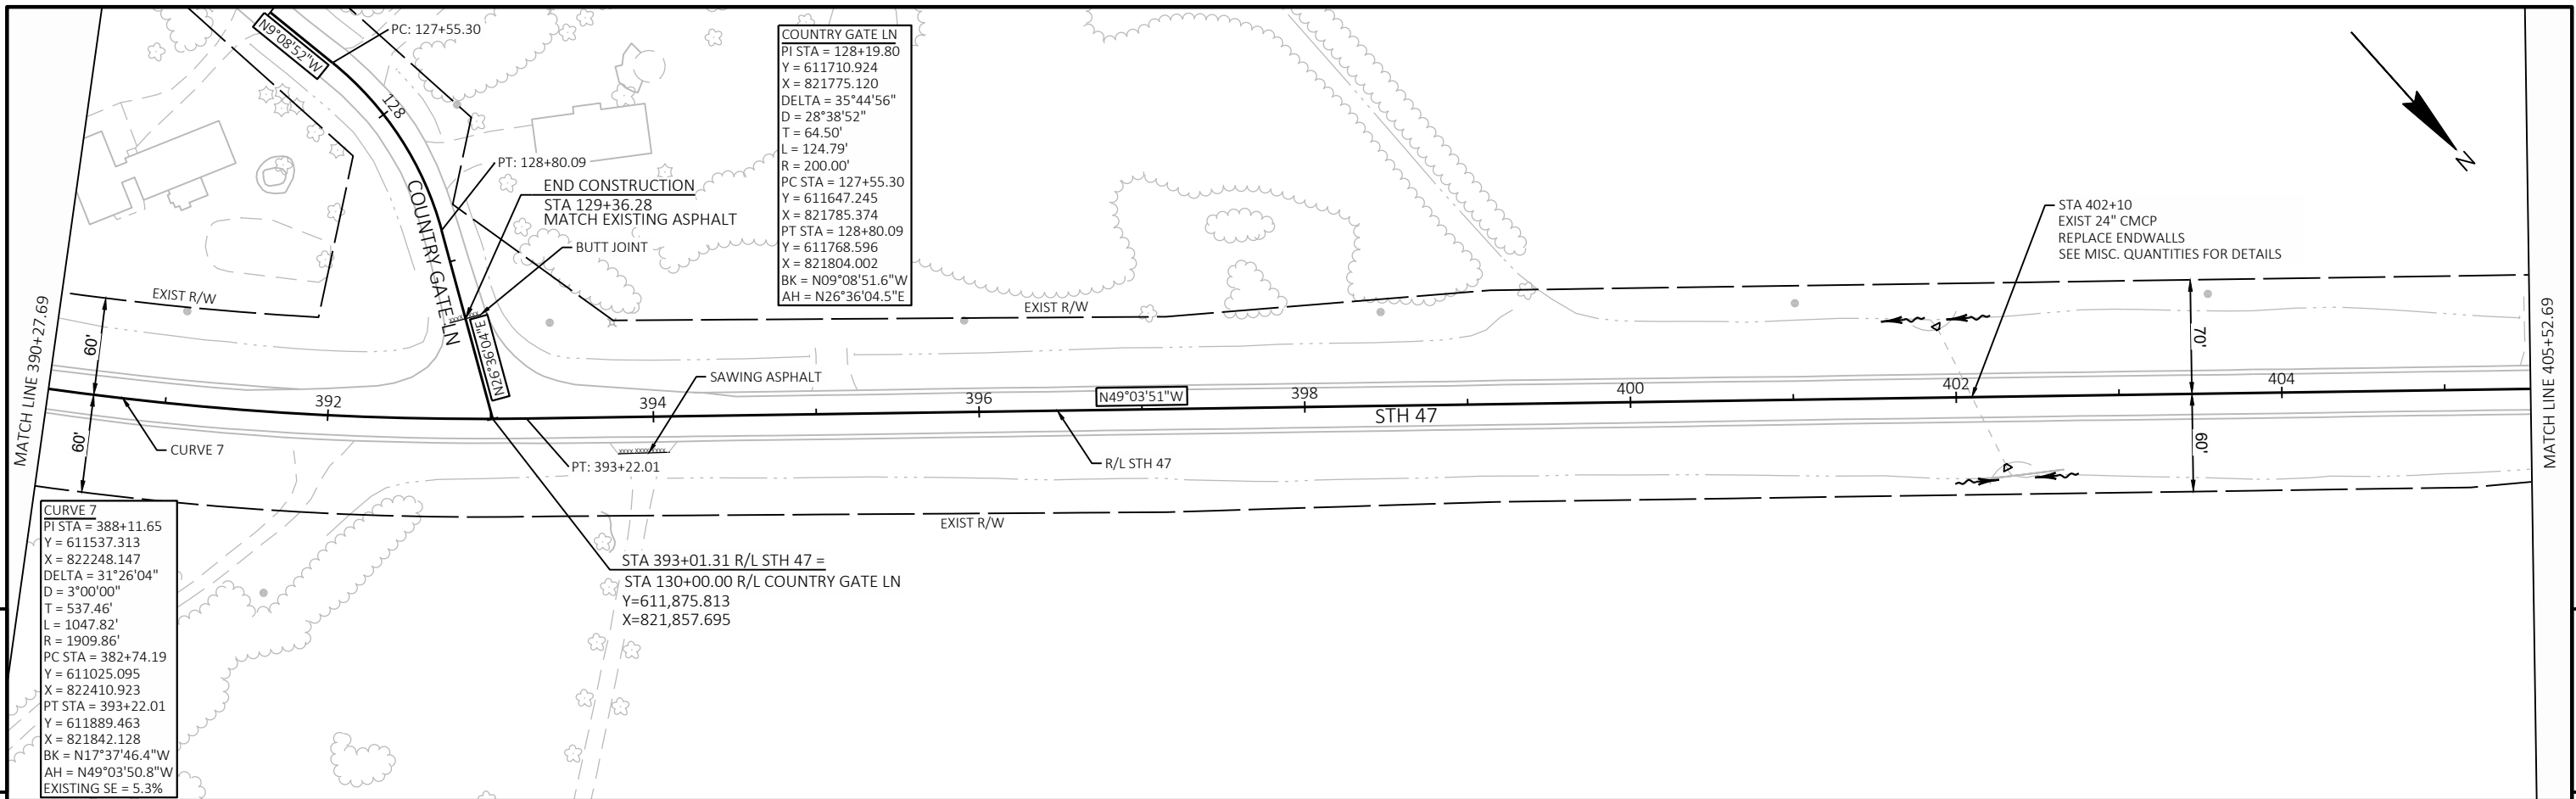 N9°08'52"W
PC: 127+55.30
128
PT: 128+80.09
END CONSTRUCTION
STA 129+36.28
MATCH EXISTING ASPHALT
BUTT JOINT
COUNTRY GATE LN
N26°36'04"E
COUNTRY GATE LN
PI STA = 128+19.80
Y = 611710.924
X = 821775.120
DELTA = 35°44'56"
D = 28°38'52"
T = 64.50'
L = 124.79'
R = 200.00'
PC STA = 127+55.30
Y = 611647.245
X = 821785.374
PT STA = 128+80.09
Y = 611768.596
X = 821804.002
BK = N09°08'51.6"W
AH = N26°36'04.5"E
N
STA 402+10
EXIST 24" CMCP
REPLACE ENDWALLS
SEE MISC. QUANTITIES FOR DETAILS
MATCH LINE 390+27.69
EXIST R/W
EXIST R/W
60'
60'
70'
60'
MATCH LINE 405+52.69
SAWING ASPHALT
392
394
396
N49°03'51"W
398
STH 47
400
402
404
CURVE 7
PT: 393+22.01
R/L STH 47
EXIST R/W
STA 393+01.31 R/L STH 47 =
STA 130+00.00 R/L COUNTRY GATE LN
Y=611,875.813
X=821,857.695
CURVE 7
PI STA = 388+11.65
Y = 611537.313
X = 822248.147
DELTA = 31°26'04"
D = 3°00'00"
T = 537.46'
L = 1047.82'
R = 1909.86'
PC STA = 382+74.19
Y = 611025.095
X = 822410.923
PT STA = 393+22.01
Y = 611889.463
X = 821842.128
BK = N17°37'46.4"W
AH = N49°03'50.8"W
EXISTING SE = 5.3%